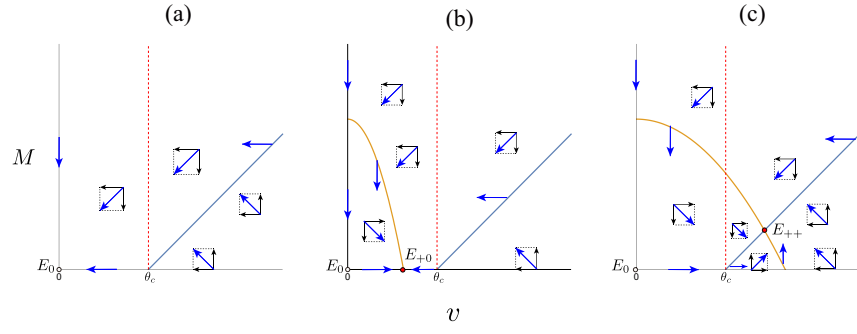 (a) (b) (c)
M
E₊₀
E₊₊
E₀ E₀ E₀
0 θc 0 θc 0 θc
v